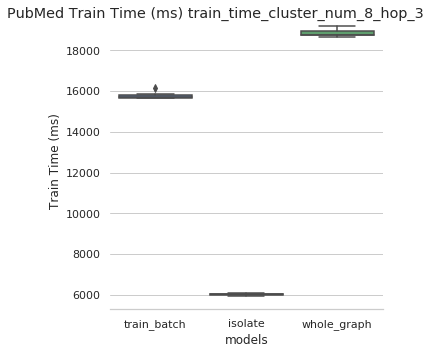 PubMed Train Time (ms) train_time_cluster_num_8_hop_3
18000
16000
14000
12000
10000
8000
6000
Train Time (ms)
train_batch isolate whole_graph
models